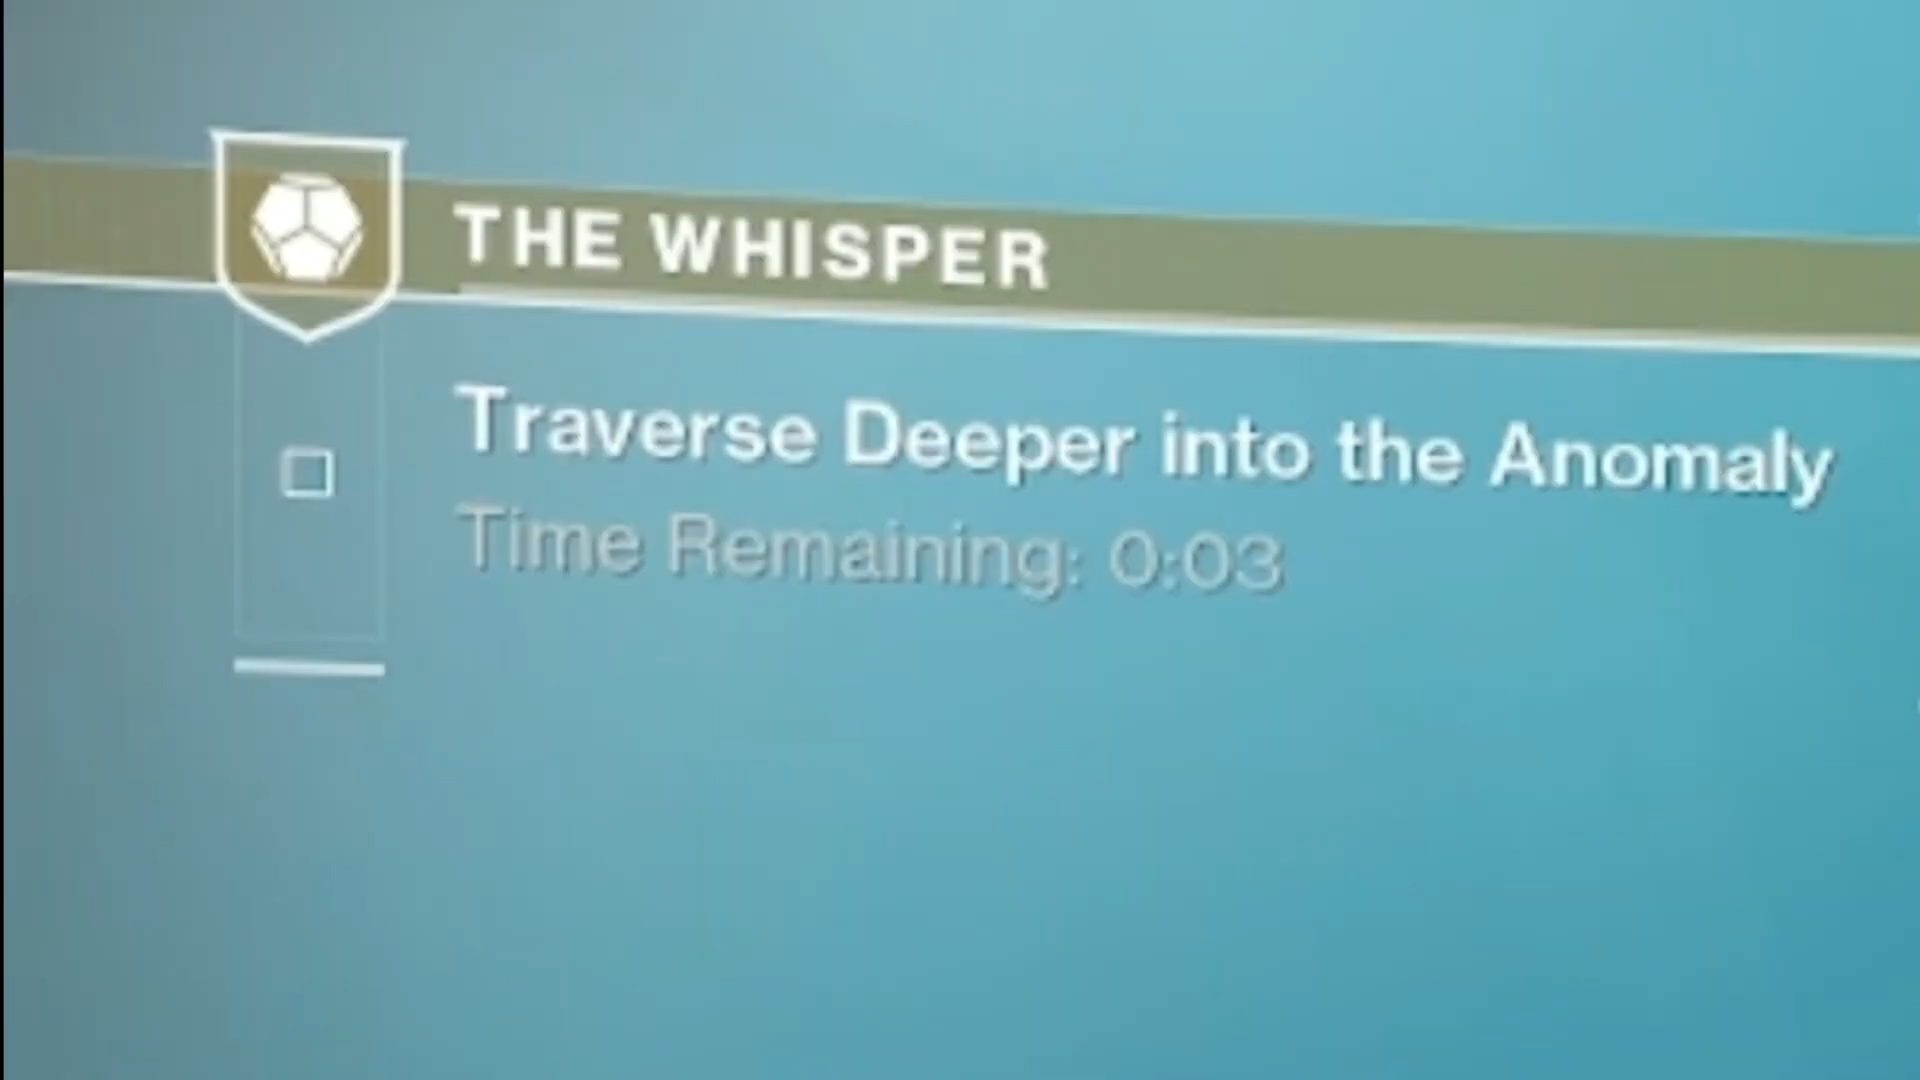 THE WHISPER
Traverse Deeper into the Anomaly
Time Remaining: 0:03